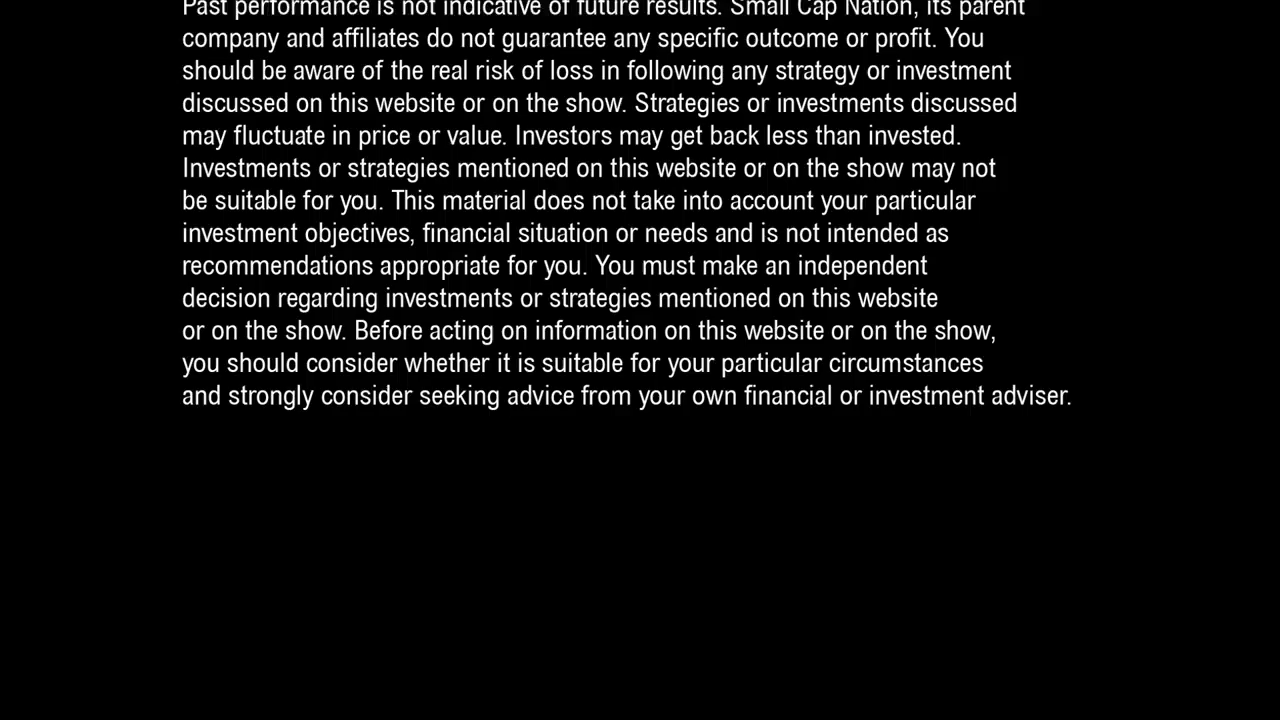 Past performance is not indicative of future results. Small Cap Nation, its parent
company and affiliates do not guarantee any specific outcome or profit. You
should be aware of the real risk of loss in following any strategy or investment
discussed on this website or on the show. Strategies or investments discussed
may fluctuate in price or value. Investors may get back less than invested.
Investments or strategies mentioned on this website or on the show may not
be suitable for you. This material does not take into account your particular
investment objectives, financial situation or needs and is not intended as
recommendations appropriate for you. You must make an independent
decision regarding investments or strategies mentioned on this website
or on the show. Before acting on information on this website or on the show,
you should consider whether it is suitable for your particular circumstances
and strongly consider seeking advice from your own financial or investment adviser.